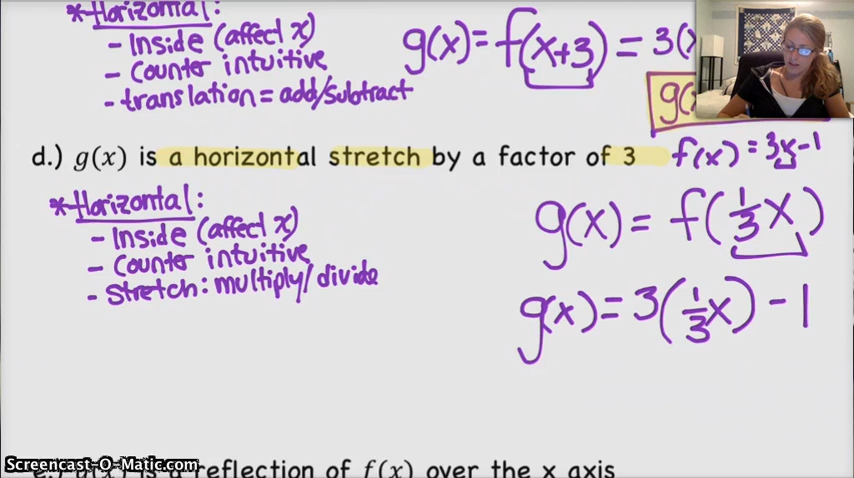 *Horizontal:
- Inside (affect x)
- Counter intuitive
- translation = add/subtract
g(x) = f(x+3) = 3(x
g(x
d.) g(x) is a horizontal stretch by a factor of 3
f(x) = 3x-1
*Horizontal:
- Inside (affect x)
- Counter intuitive
- Stretch: multiply/divide
g(x) = f(1/3 x)
g(x) = 3(1/3 x) - 1
e.) g(x) is a reflection of f(x) over the x axis
Screencast-O-Matic.com